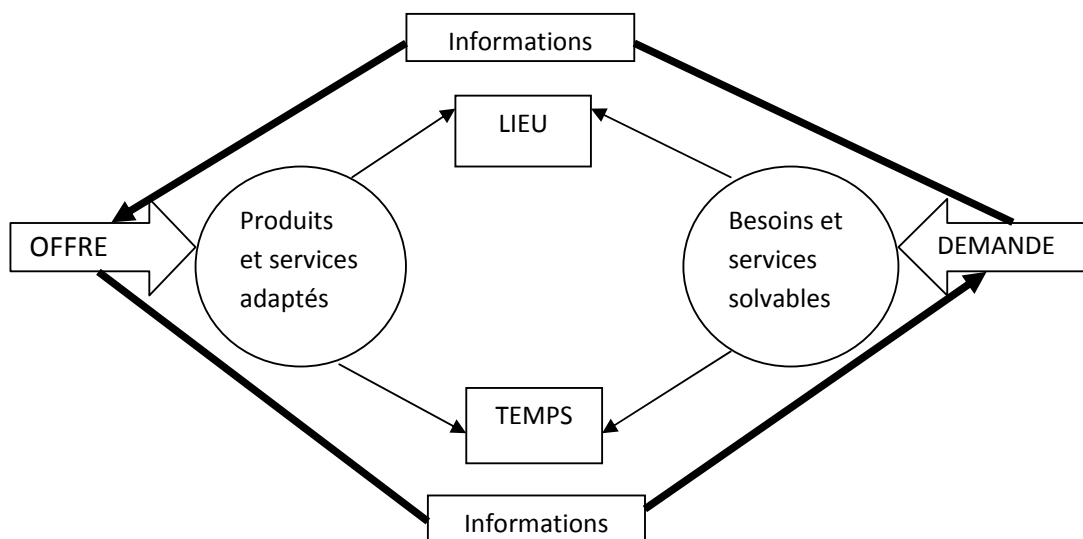 Informations
LIEU
OFFRE
Produits
et services
adaptés
Besoins et
services
solvables
DEMANDE
TEMPS
Informations